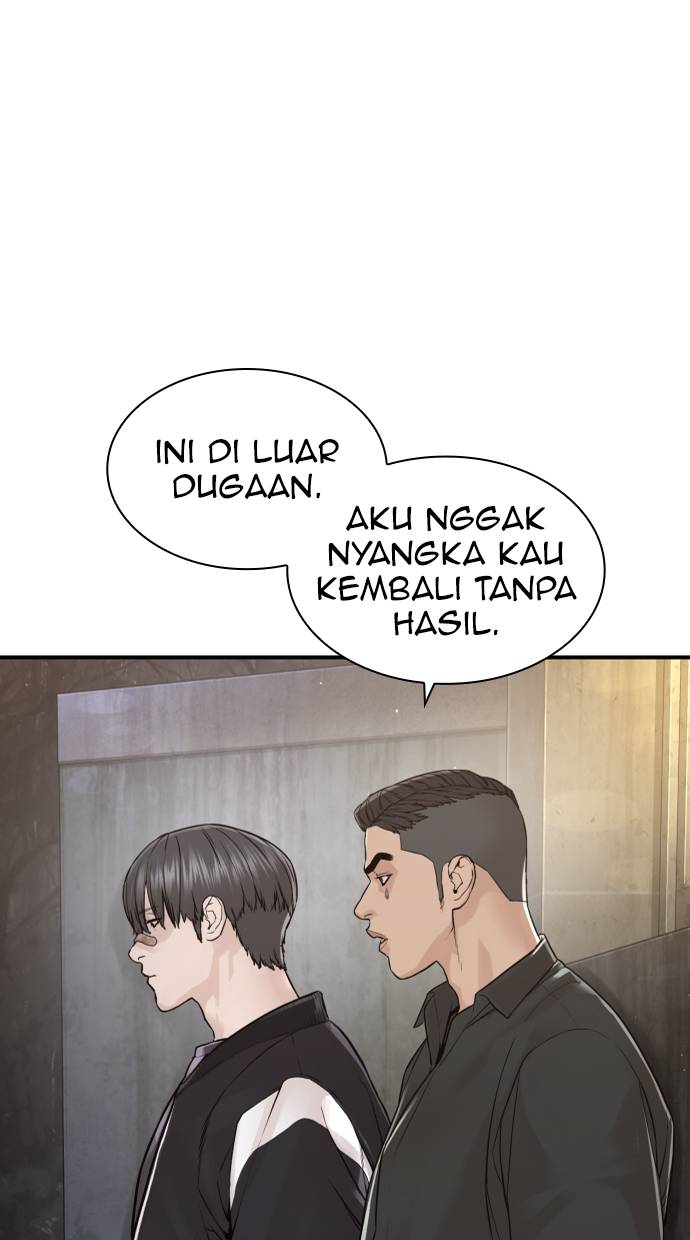 INI DI LUAR
DUGAAN.
AKU NGGAK
NYANGKA KAU
KEMBALI TANPA
HASIL.